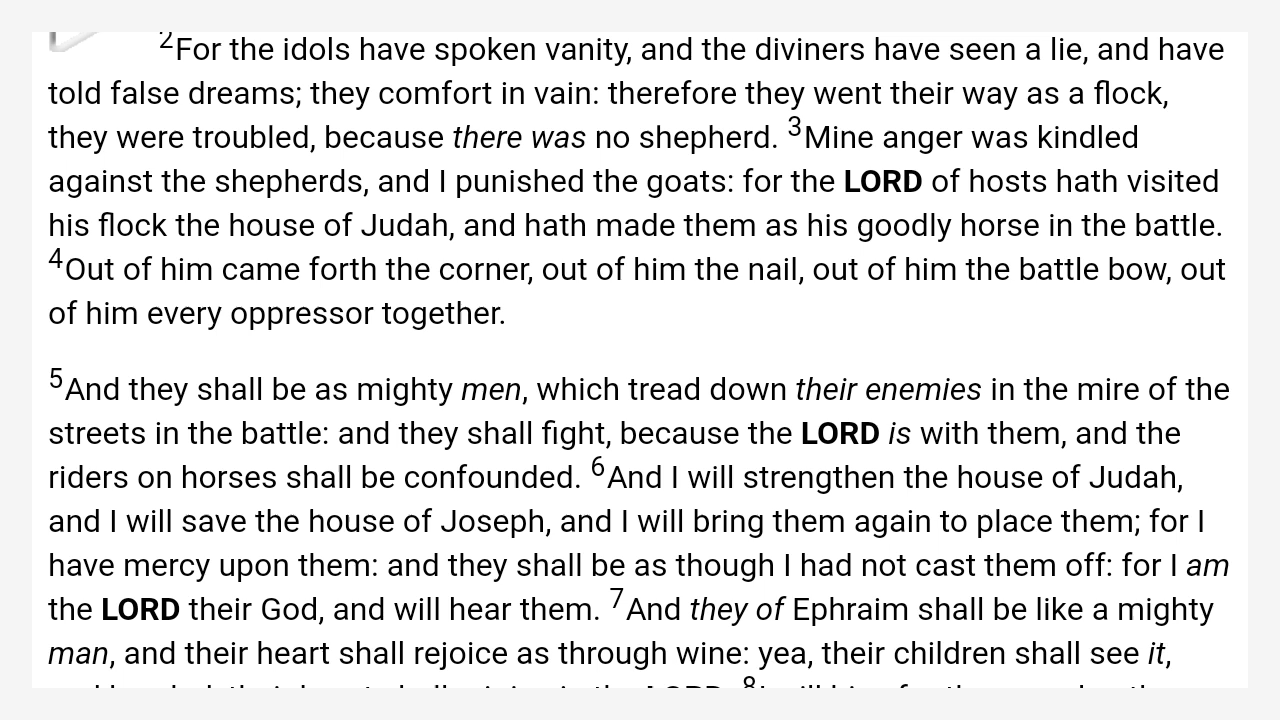 2For the idols have spoken vanity, and the diviners have seen a lie, and have
told false dreams; they comfort in vain: therefore they went their way as a flock,
they were troubled, because there was no shepherd. 3Mine anger was kindled
against the shepherds, and I punished the goats: for the LORD of hosts hath visited
his flock the house of Judah, and hath made them as his goodly horse in the battle.
4Out of him came forth the corner, out of him the nail, out of him the battle bow, out
of him every oppressor together.
5And they shall be as mighty men, which tread down their enemies in the mire of the
streets in the battle: and they shall fight, because the LORD is with them, and the
riders on horses shall be confounded. 6And I will strengthen the house of Judah,
and I will save the house of Joseph, and I will bring them again to place them; for I
have mercy upon them: and they shall be as though I had not cast them off: for I am
the LORD their God, and will hear them. 7And they of Ephraim shall be like a mighty
man, and their heart shall rejoice as through wine: yea, their children shall see it,